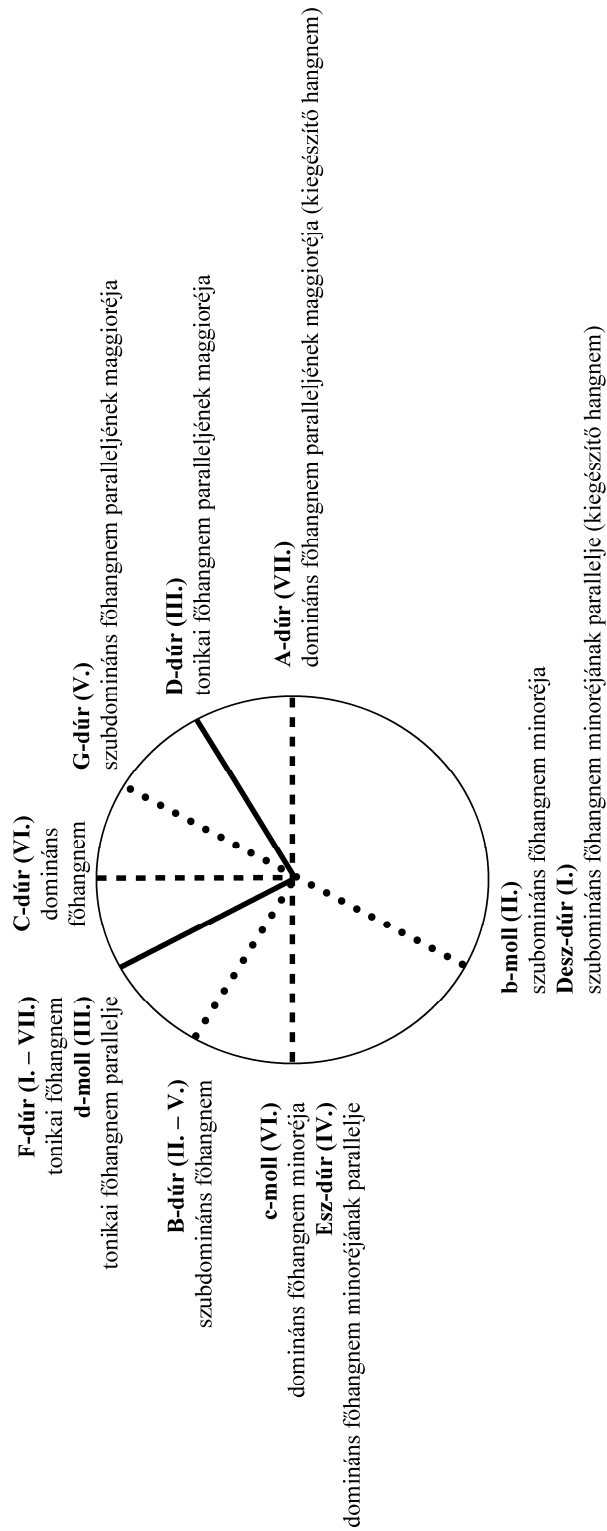 F-dúr (I. – VII.)
tonikai főhangnem
d-moll (III.)
tonikai főhangnem parallelje
C-dúr (VI.)
domináns
főhangnem
G-dúr (V.)
szubdomináns főhangnem paralleljének maggioréja
D-dúr (III.)
tonikai főhangnem paralleljének maggioréja
B-dúr (II. – V.)
szubdomináns főhangnem
A-dúr (VII.)
domináns főhangnem paralleljének maggioréja (kiegészítő hangnem)
c-moll (VI.)
domináns főhangnem minoréja
Esz-dúr (IV.)
domináns főhangnem minoréjának parallelje
b-moll (II.)
szubomináns főhangnem minoréja
Desz-dúr (I.)
szubomináns főhangnem minoréjának parallelje (kiegészítő hangnem)